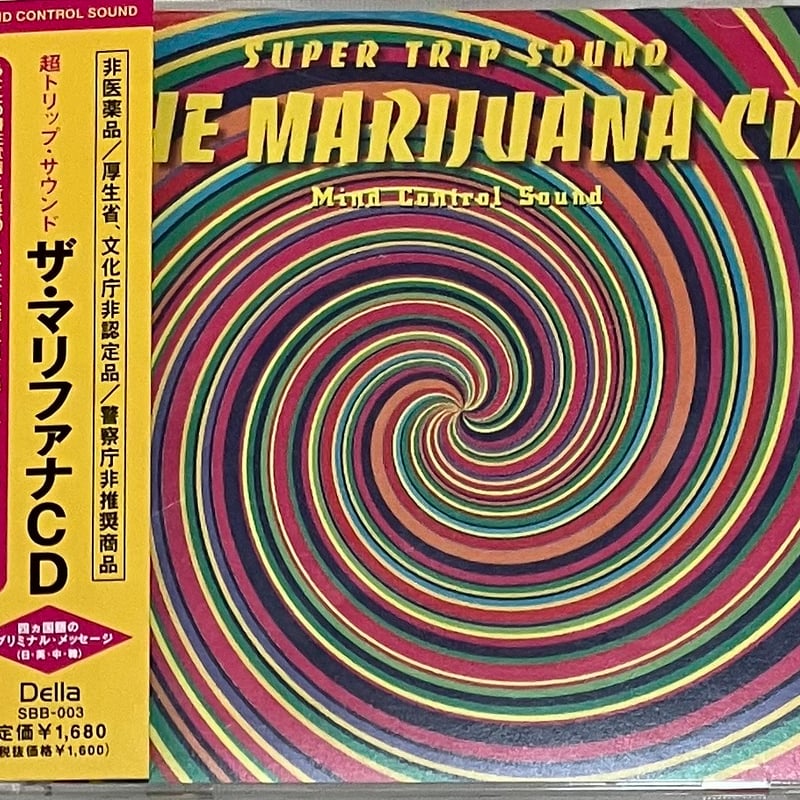 ND CONTROL SOUND
超トリップ・サウンド
ザ・マリファナCD
非医薬品/厚生省、文化庁非認定品/警察庁非推奨商品
四ヵ国語の
ブリミナル・メッセージ
(日・英・中・韓)
Della
SBB-003
定価¥1,680
税抜価格¥1,600)
SUPER TRIP SOUND
HE MARIJUANA CD
Mind Control Sound